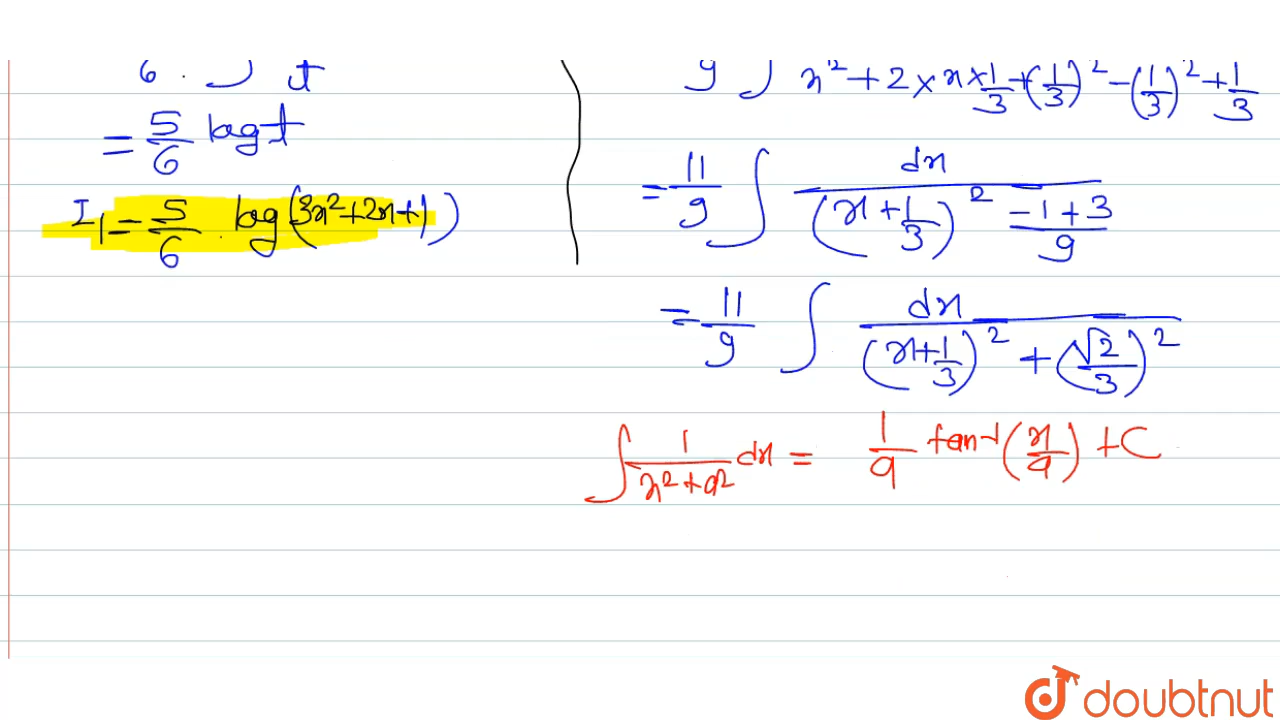 6 . ∫ t
= 5/6 log t
I₁ = 5/6 . log(3x²+2x+1)
9 ∫ x²+2×x×1/3+(1/3)²-(1/3)²+1/3
= 11/9 ∫ dx/((x+1/3)² -1+3/9)
= 11/9 ∫ dx/((x+1/3)²+(√2/3)²)
∫ 1/(x²+a²) dx = 1/a tan-1(x/a)+C
doubtnut